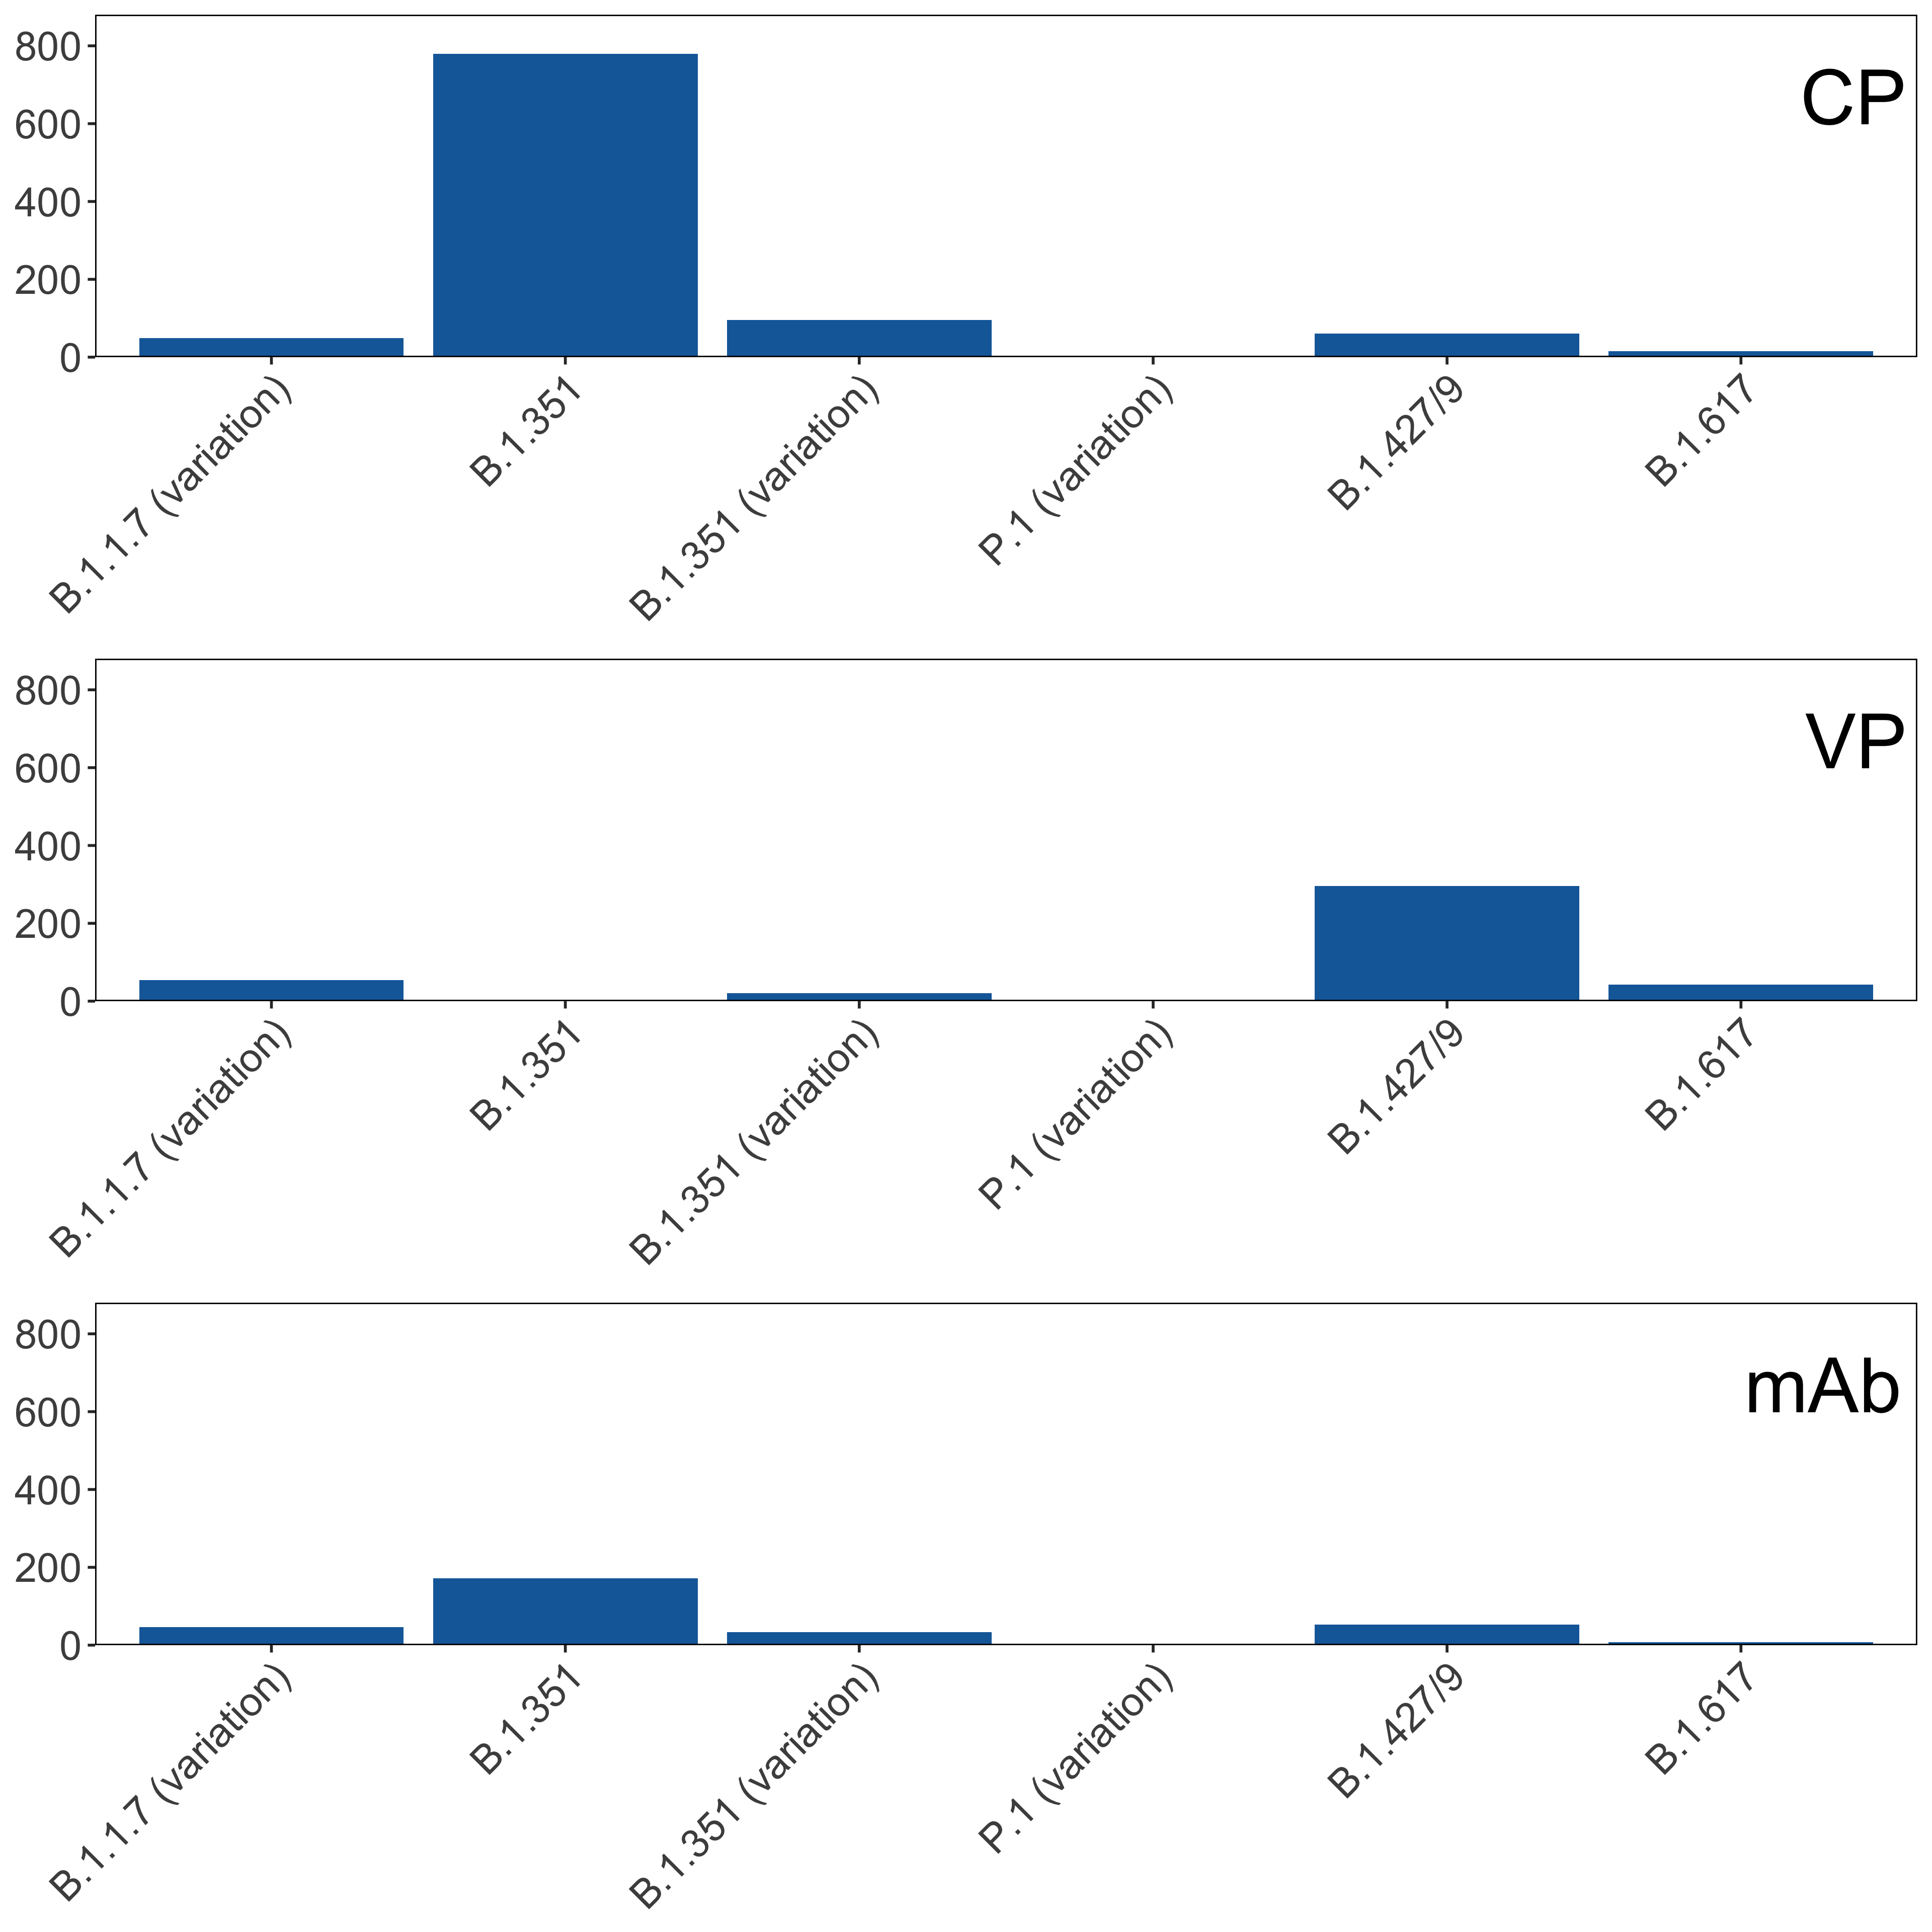 800
600
400
200
0
CP
B.1.1.7 (variation)
B.1.351
B.1.351 (variation)
P.1 (variation)
B.1.427/9
B.1.617
800
600
400
200
0
VP
B.1.1.7 (variation)
B.1.351
B.1.351 (variation)
P.1 (variation)
B.1.427/9
B.1.617
800
600
400
200
0
mAb
B.1.1.7 (variation)
B.1.351
B.1.351 (variation)
P.1 (variation)
B.1.427/9
B.1.617